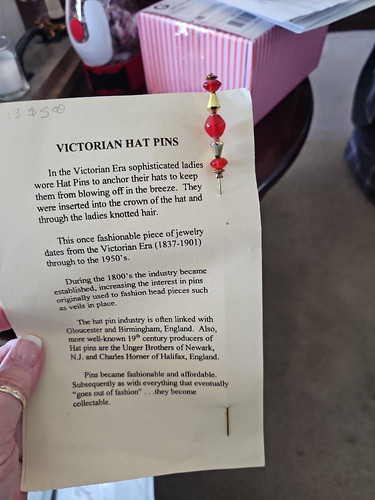 $5.00
VICTORIAN HAT PINS
In the Victorian Era sophisticated ladies
wore Hat Pins to anchor their hats to keep
them from blowing off in the breeze. They
were inserted into the crown of the hat and
through the ladies knotted hair.
This once fashionable piece of jewelry
dates from the Victorian Era (1837-1901)
through to the 1950's.
During the 1800's the industry became
established, increasing the interest in pins
originally used to fashion head pieces such
as veils in place.
The hat pin industry is often linked with
Gloucester and Birmingham, England. Also,
more well-known 19th century producers of
Hat pins are the Unger Brothers of Newark,
N.J. and Charles Horner of Halifax, England.
Pins became fashionable and affordable.
Subsequently as with everything that eventually
"goes out of fashion" . . .they become
collectable.